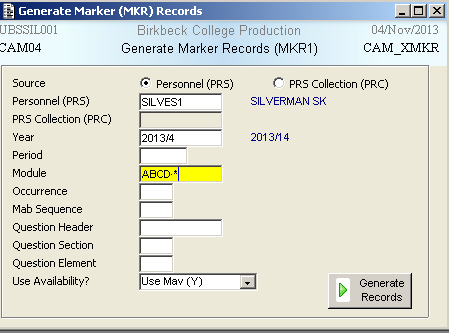 Generate Marker (MKR) Records
UBSSIL001 Birkbeck College Production 04/Nov/2013
CAM04 Generate Marker Records (MKR1) CAM_XMKR
Source Personnel (PRS) PRS Collection (PRC)
Personnel (PRS) SILVES1 SILVERMAN SK
PRS Collection (PRC)
Year 2013/4 2013/14
Period
Module ABCD-*
Occurrence
Mab Sequence
Question Header
Question Section
Question Element
Use Availability? Use Mav (Y) Generate
Records